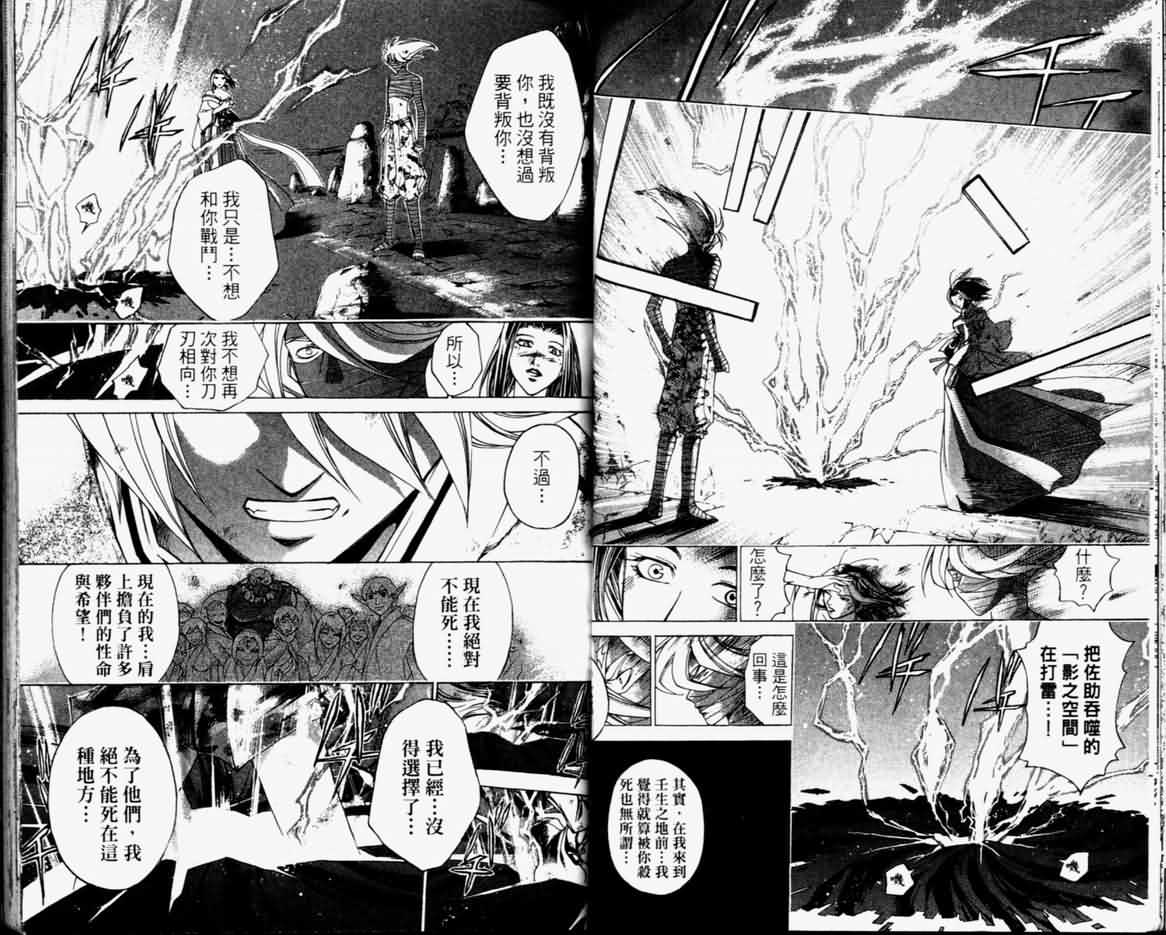 什麼？
怎麼了？
把佐助吞噬的
「影之空間」
在打雷…！
嘰
嘰
這是怎麼
回事…
其實，在我來到
壬生之地前…我
覺得就算被你殺
死也無所謂…
我既沒有背叛
你，也沒想過
要背叛你…
我只是…不想
和你戰鬥…
嘰
嘰
所以…
我不想再
次對你刀
刃相向…
不過…
現在我絕對
不能死……
現在的我…肩
上擔負了許多
夥伴們的性命
與希望！
我已經…沒
得選擇了…
為了他們，我
絕不能死在這
種地方…